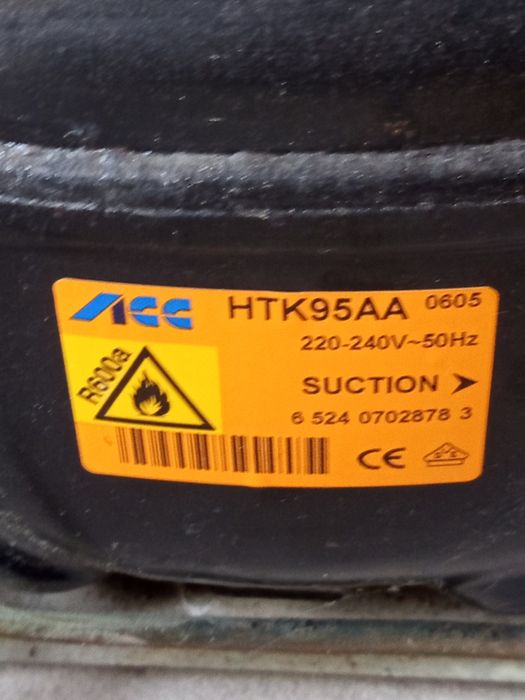 ACC HTK95AA 0605
220-240V~50Hz
R600a
SUCTION ➤
6 524 0702878 3
CE